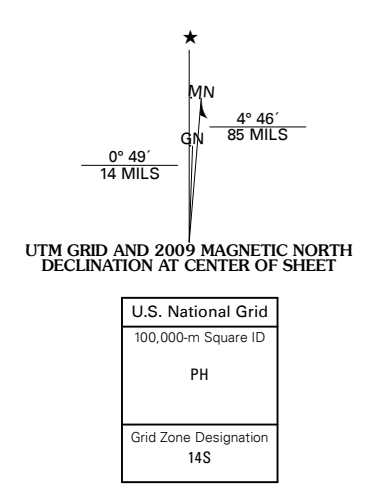 ★
MN
GN
4° 46´
85 MILS
0° 49´
14 MILS
UTM GRID AND 2009 MAGNETIC NORTH
DECLINATION AT CENTER OF SHEET
U.S. National Grid
100,000-m Square ID
PH
Grid Zone Designation
14S